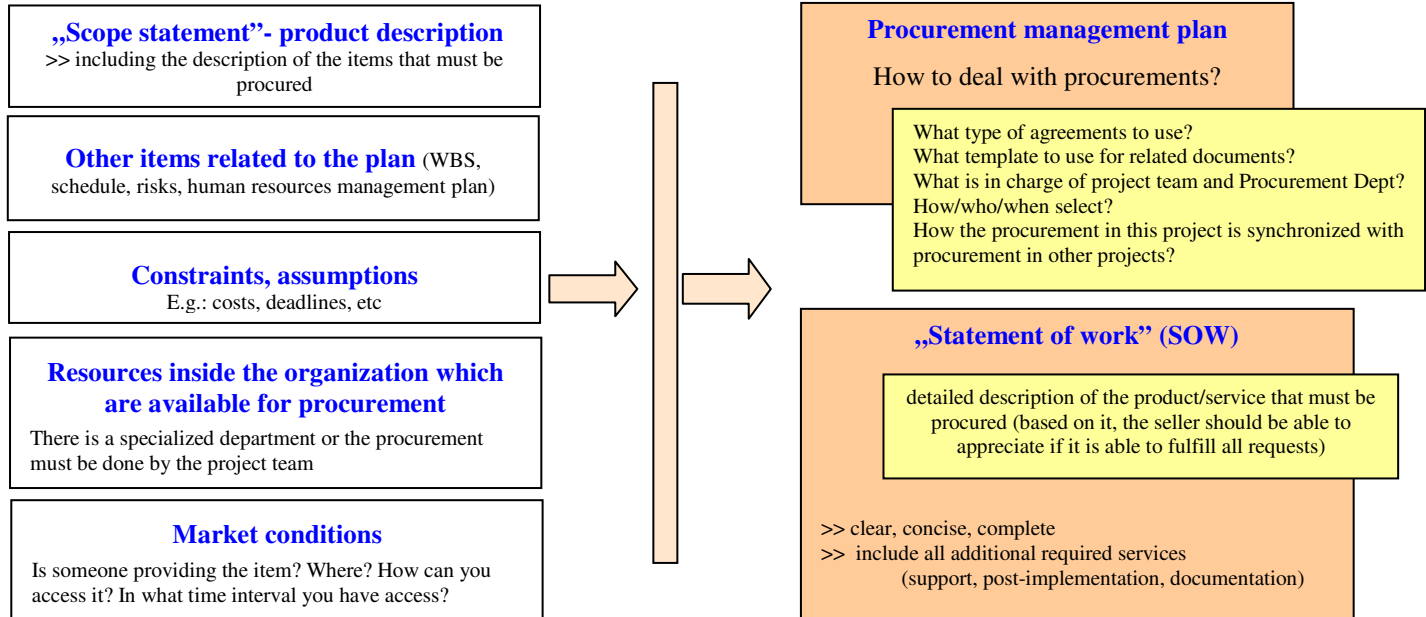 „Scope statement”- product description
>> including the description of the items that must be
procured
Other items related to the plan (WBS,
schedule, risks, human resources management plan)
Constraints, assumptions
E.g.: costs, deadlines, etc
Resources inside the organization which
are available for procurement
There is a specialized department or the procurement
must be done by the project team
Market conditions
Is someone providing the item? Where? How can you
access it? In what time interval you have access?
Procurement management plan
How to deal with procurements?
What type of agreements to use?
What template to use for related documents?
What is in charge of project team and Procurement Dept?
How/who/when select?
How the procurement in this project is synchronized with
procurement in other projects?
„Statement of work” (SOW)
detailed description of the product/service that must be
procured (based on it, the seller should be able to
appreciate if it is able to fulfill all requests)
>> clear, concise, complete
>> include all additional required services
(support, post-implementation, documentation)